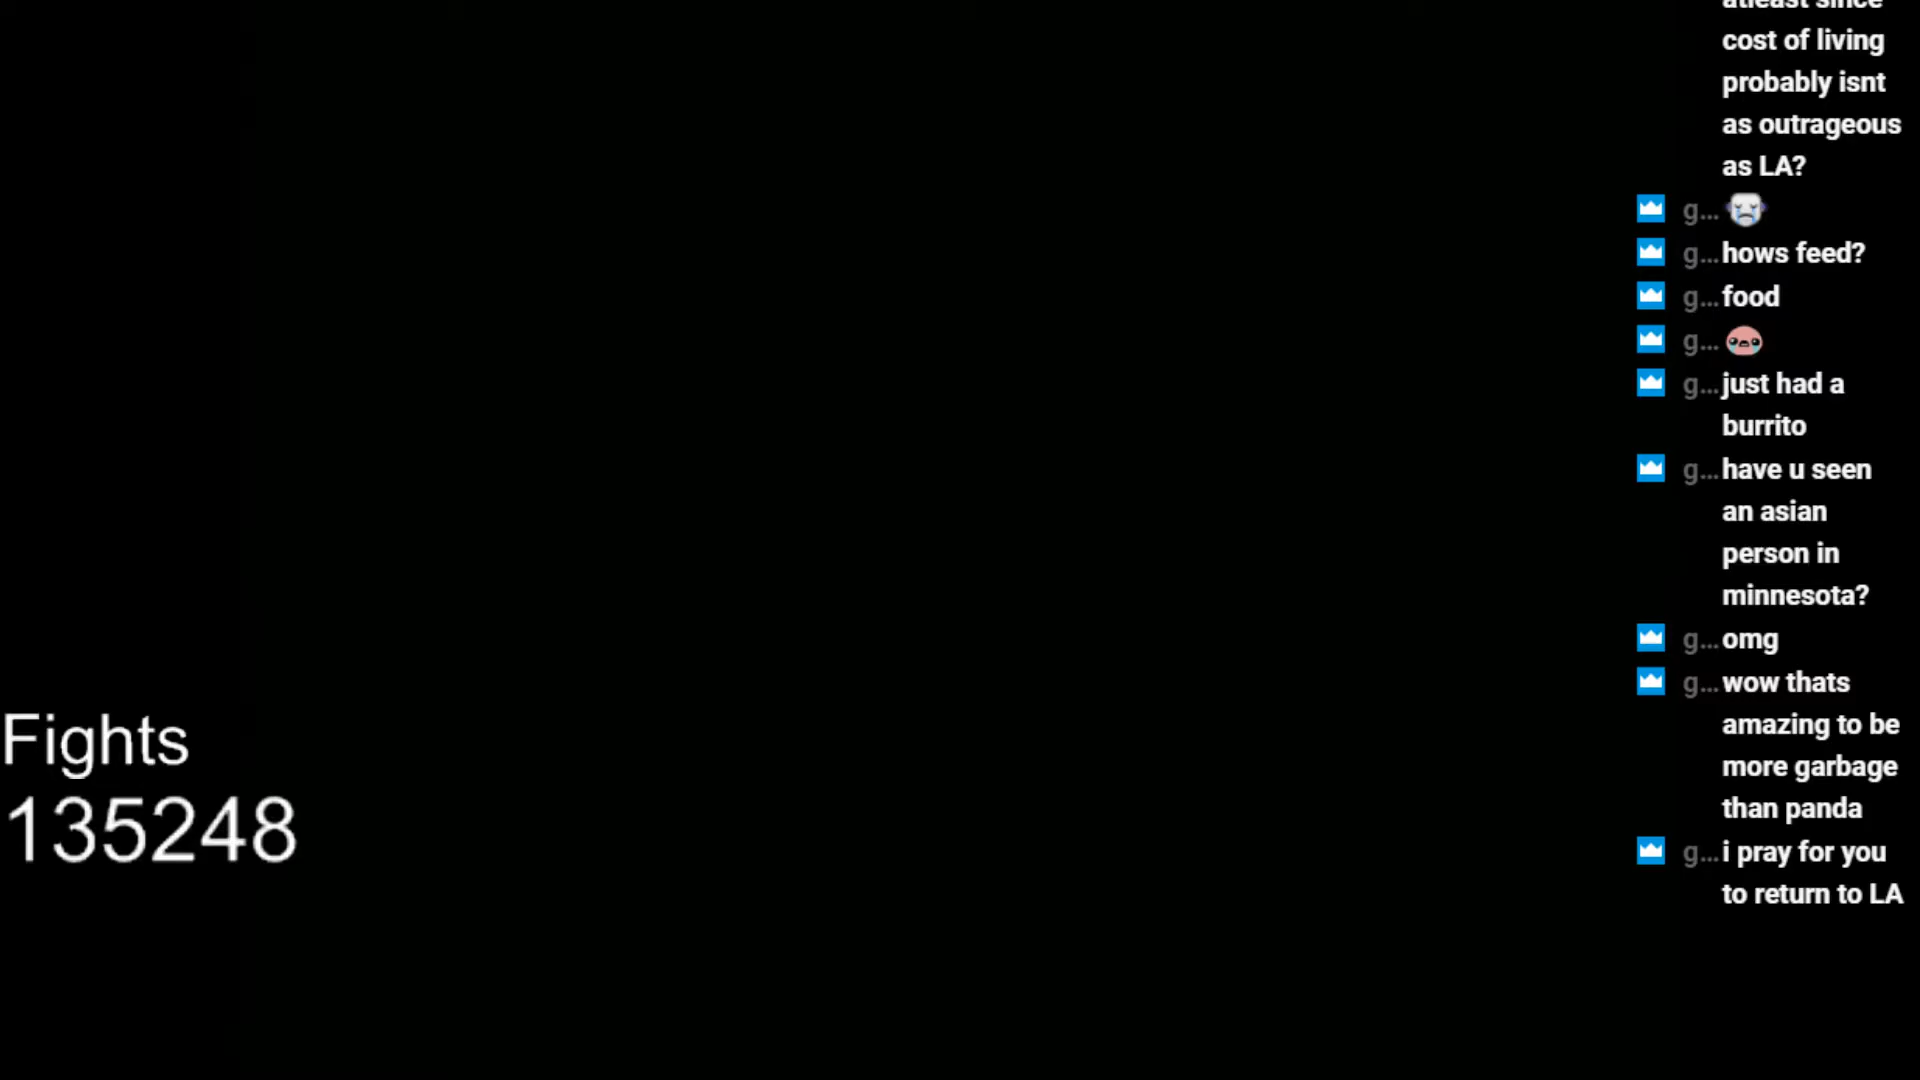 atleast since
cost of living
probably isnt
as outrageous
as LA?
g...
g... hows feed?
g... food
g...
g... just had a
burrito
g... have u seen
an asian
person in
minnesota?
g... omg
g... wow thats
amazing to be
more garbage
than panda
g... i pray for you
to return to LA
Fights
135248